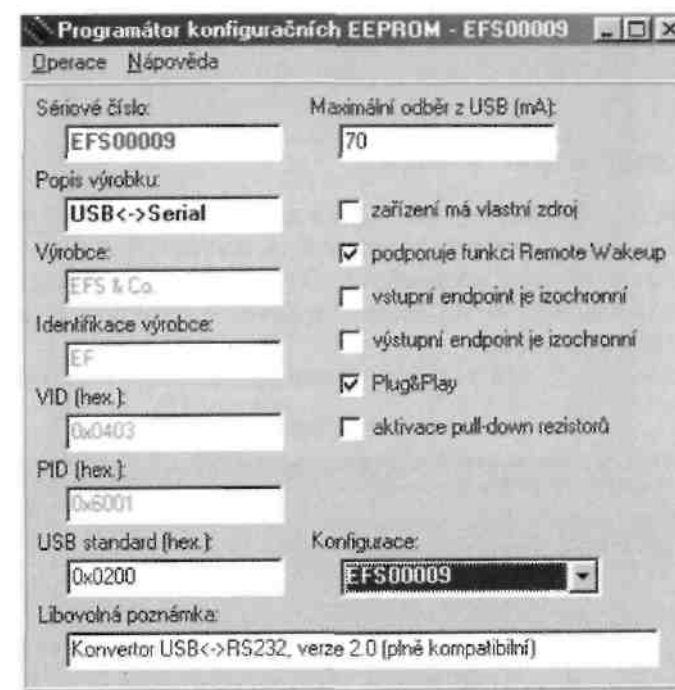 Programátor konfiguračních EEPROM - EFS00009
Operace Nápověda
Sériové číslo:
EFS00009
Popis výrobku:
USB<->Serial
Výrobce:
EFS & Co.
Identifikace výrobce:
EF
VID (hex.):
0x0403
PID (hex.):
0x6001
USB standard (hex.):
0x0200
Maximální odběr z USB (mA):
70
zařízení má vlastní zdroj
podporuje funkci Remote Wakeup
vstupní endpoint je izochronní
výstupní endpoint je izochronní
Plug&Play
aktivace pull-down rezistorů
Konfigurace:
EFS00009
Libovolná poznámka:
Konvertor USB<->RS232, verze 2.0 (plně kompatibilní)